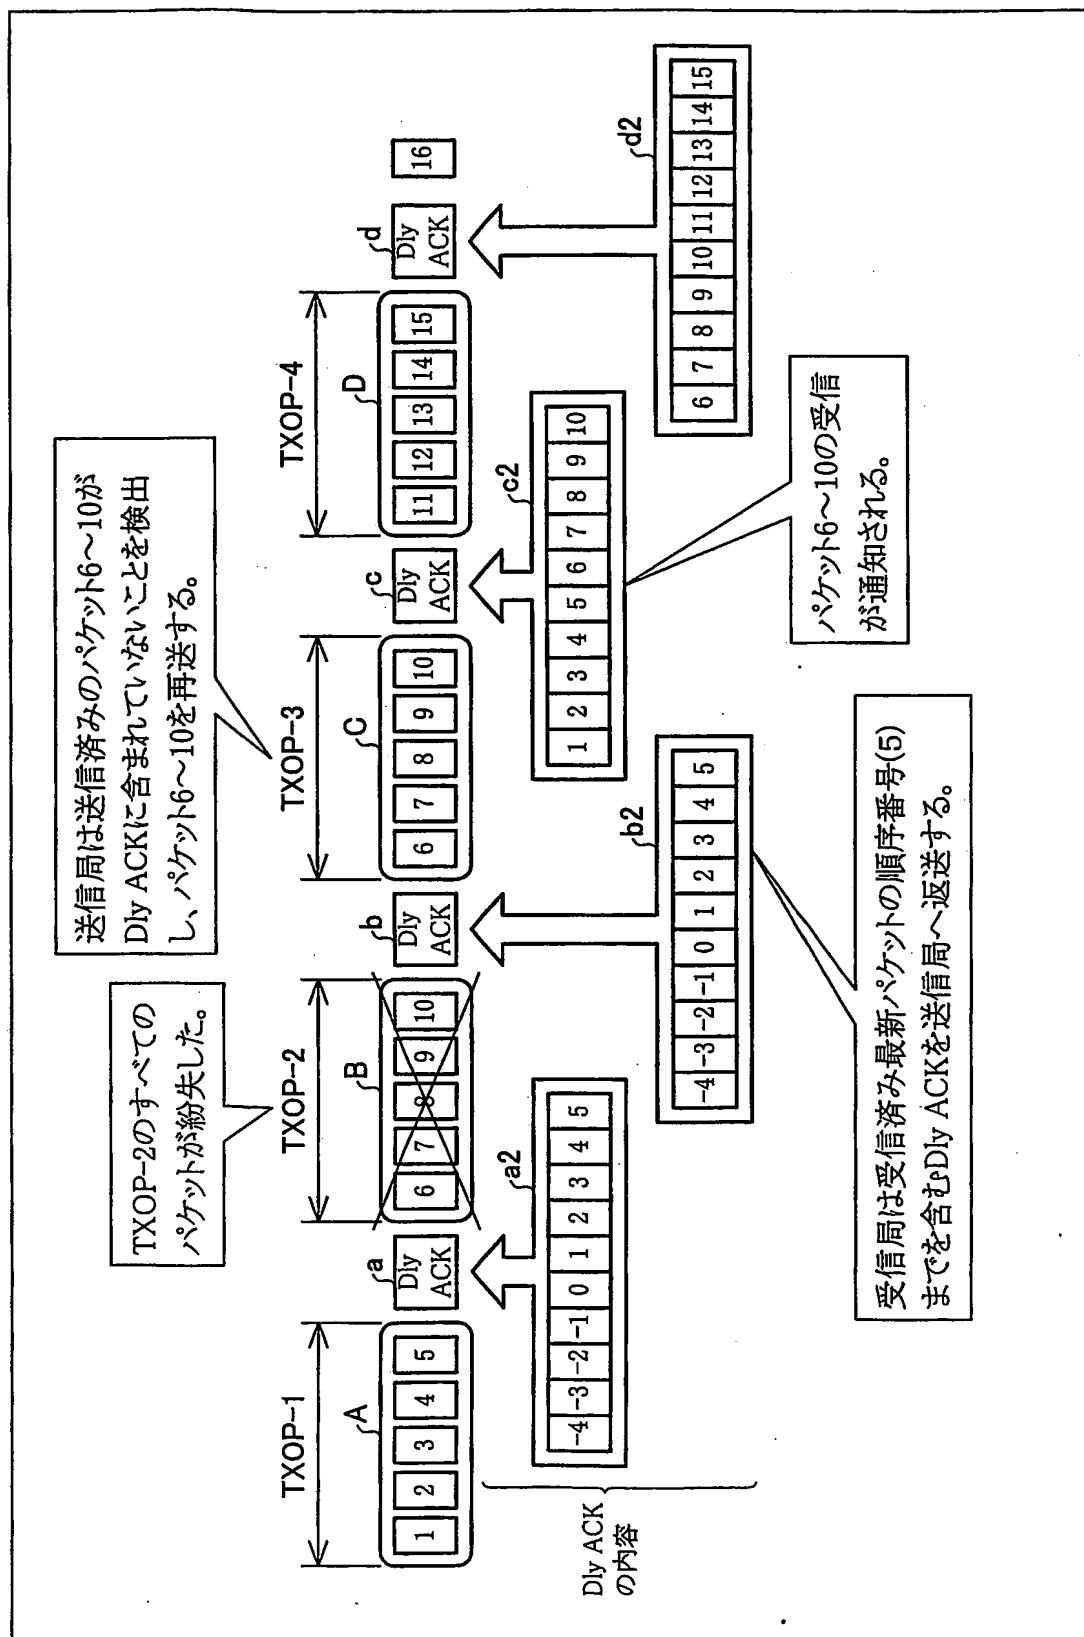 TXOP-2のすべての
パケットが紛失した。
送信局は送信済みのパケット6～10が
Dly ACKに含まれていないことを検出
し、パケット6～10を再送する。
TXOP-1
TXOP-2
TXOP-3
TXOP-4
A
B
C
D
1 2 3 4 5
a
Dly
ACK
6 7 8 9 10
b
Dly
ACK
6 7 8 9 10
c
Dly
ACK
11 12 13 14 15
d
Dly
ACK
16
Dly ACK
の内容
a2
-4 -3 -2 -1 0 1 2 3 4 5
b2
-4 -3 -2 -1 0 1 2 3 4 5
c2
1 2 3 4 5 6 7 8 9 10
d2
6 7 8 9 10 11 12 13 14 15
受信局は受信済み最新パケットの順序番号(5)
までを含むDly ACKを送信局へ返送する。
パケット6～10の受信
が通知される。